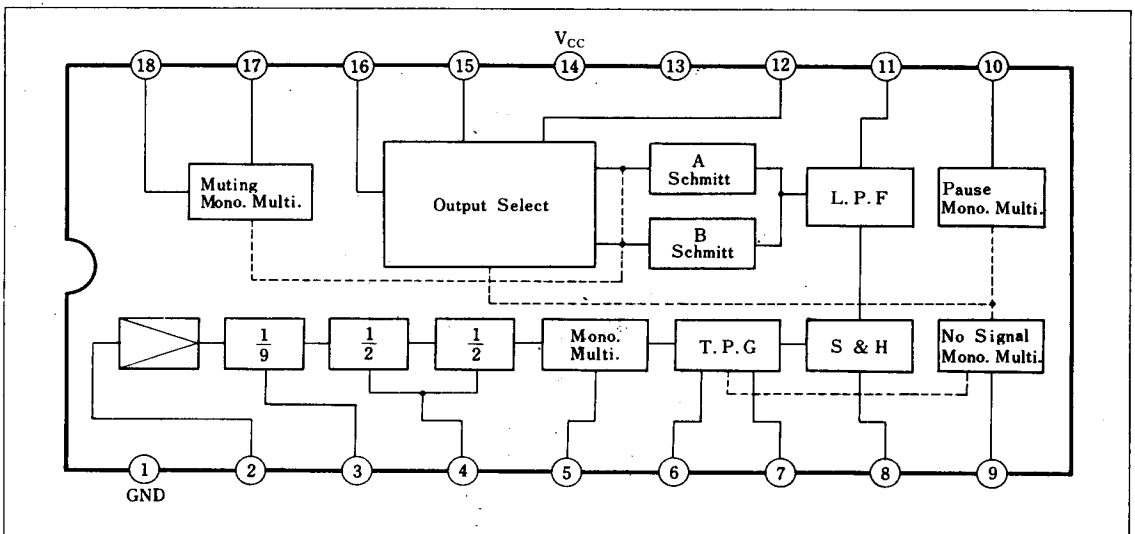 V_CC
18 17 16 15 14 13 12 11 10
Muting
Mono. Multi.
Output Select
A
Schmitt
B
Schmitt
L. P. F
Pause
Mono. Multi.
1/9
1/2
1/2
Mono.
Multi.
T. P. G
S & H
No Signal
Mono. Multi.
1 2 3 4 5 6 7 8 9
GND